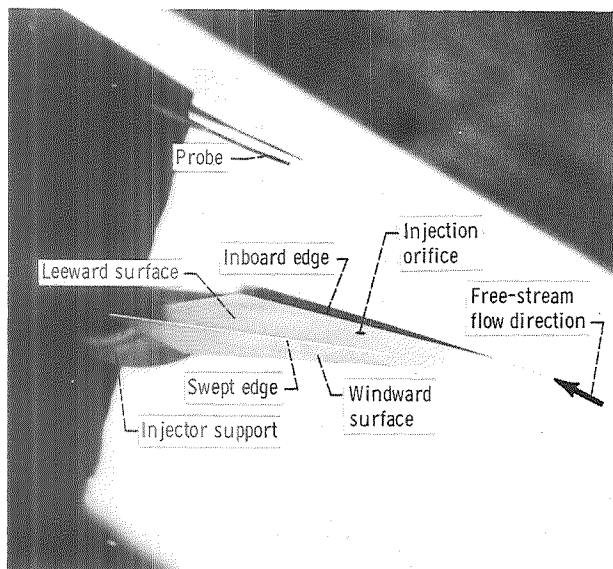 Probe
Injection
orifice
Inboard edge
Leeward surface
Free-stream
flow direction
Swept edge
Windward
surface
Injector support